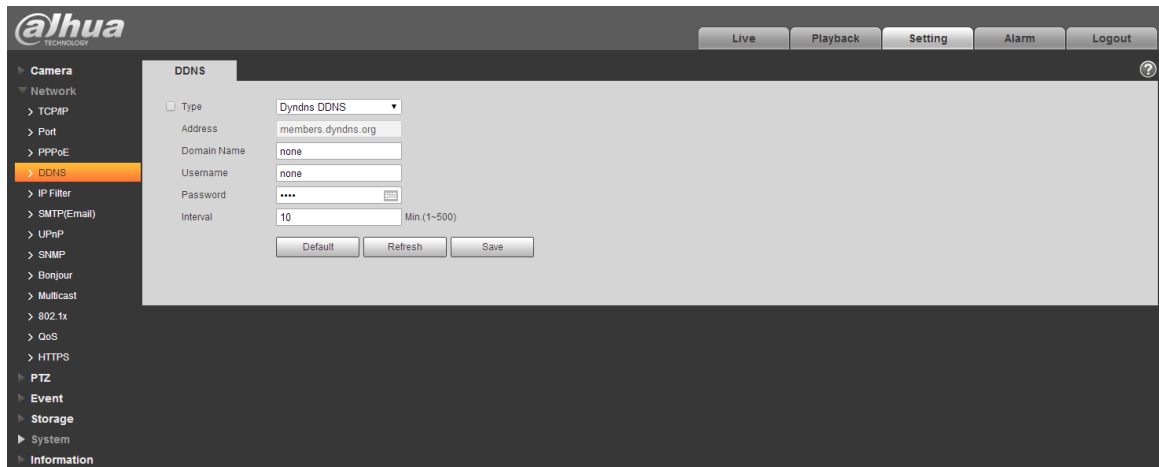 alhua
TECHNOLOGY
Live
Playback
Setting
Alarm
Logout
Camera
Network
> TCP/IP
> Port
> PPPoE
> DDNS
> IP Filter
> SMTP(Email)
> UPnP
> SNMP
> Bonjour
> Multicast
> 802.1x
> QoS
> HTTPS
PTZ
Event
Storage
System
Information
DDNS
?
Type Dyndns DDNS
Address members.dyndns.org
Domain Name none
Username none
Password ••••
Interval 10 Min.(1~500)
Default Refresh Save